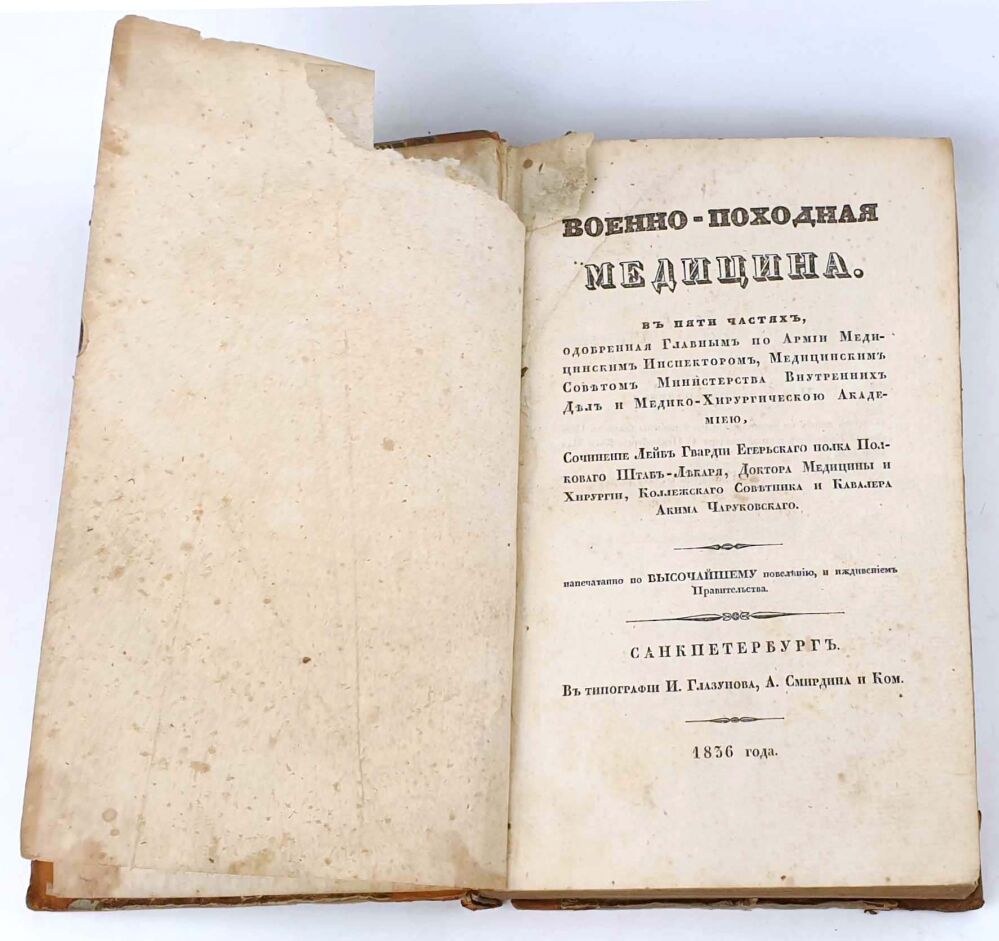 ВОЕННО-ПОХОДНАЯ
МЕДИЦИНА.
ВЪ ПЯТИ ЧАСТЯХЪ,
ОДОБРЕННАЯ ГЛАВНЫМЪ ПО АРМІИ МЕДИ-
ЦИНСКИМЪ ИНСПЕКТОРОМЪ, МЕДИЦИНСКИМЪ
СОВѢТОМЪ МИНИСТЕРСТВА ВНУТРЕННИХЪ
ДѢЛЪ И МЕДИКО-ХИРУРГИЧЕСКОЮ АКАДЕ-
МІЕЮ,
СОЧИНЕНІЕ ЛЕЙБЪ ГВАРДІИ ЕГЕРЬСКАГО ПОЛКА ПОЛ-
КОВАГО ШТАБЪ-ЛѢКАРЯ, ДОКТОРА МЕДИЦИНЫ И
ХИРУРГІИ, КОЛЛЕЖСКАГО СОВѢТНИКА И КАВАЛЕРА
АКИМА ЧАРУКОВСКАГО.
напечатанно по ВЫСОЧАЙШЕМУ повелѣнію, и иждивеніемъ
Правительства.
САНКПЕТЕРБУРГЪ.
ВЪ ТИПОГРАФІИ И. ГЛАЗУНОВА, А. СМИРДИНА И КОМ.
1836 года.